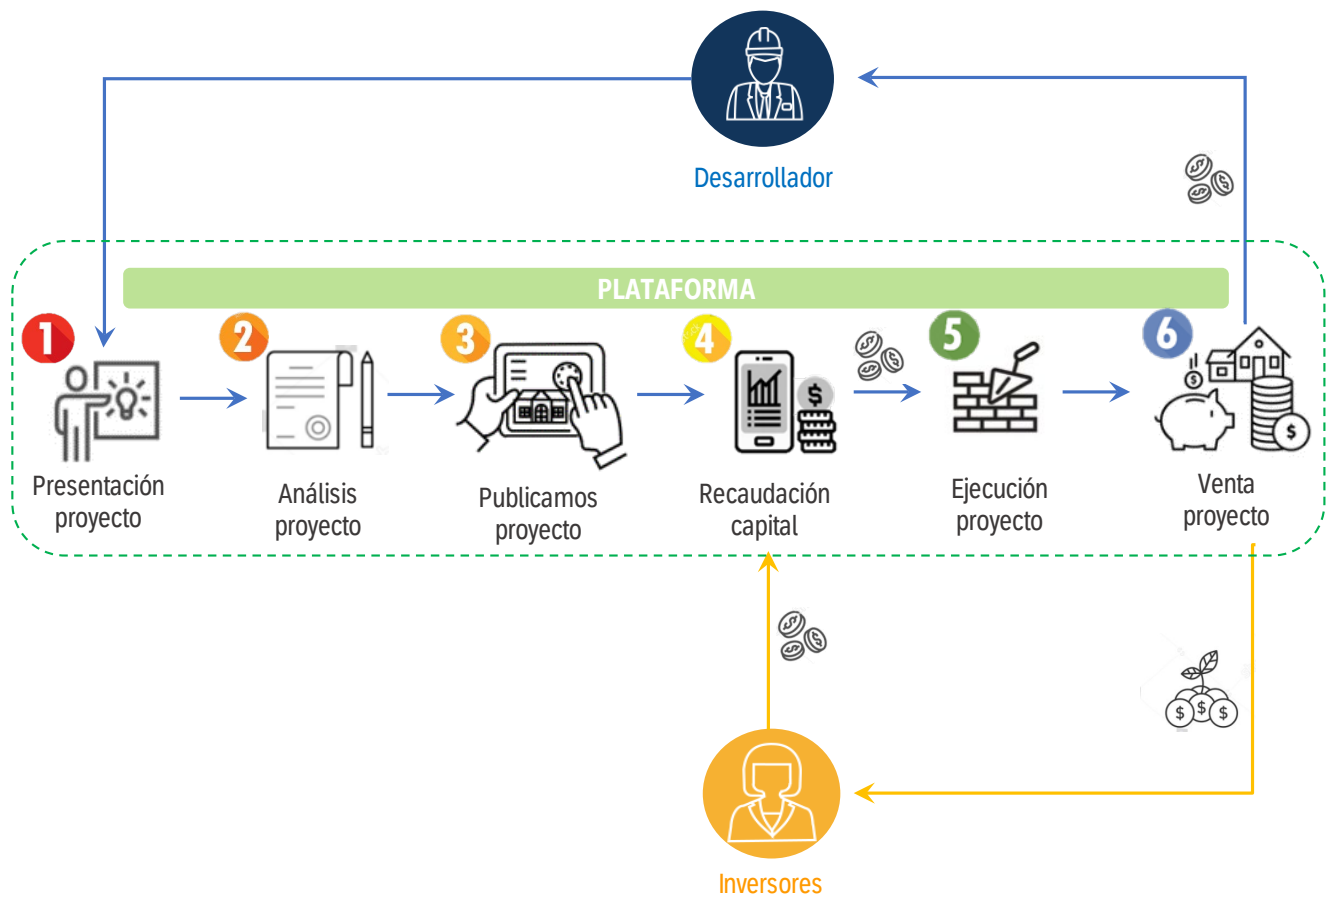 Desarrollador
PLATAFORMA
1
2
3
4
5
6
Presentación
proyecto
Análisis
proyecto
Publicamos
proyecto
Recaudación
capital
Ejecución
proyecto
Venta
proyecto
Inversores